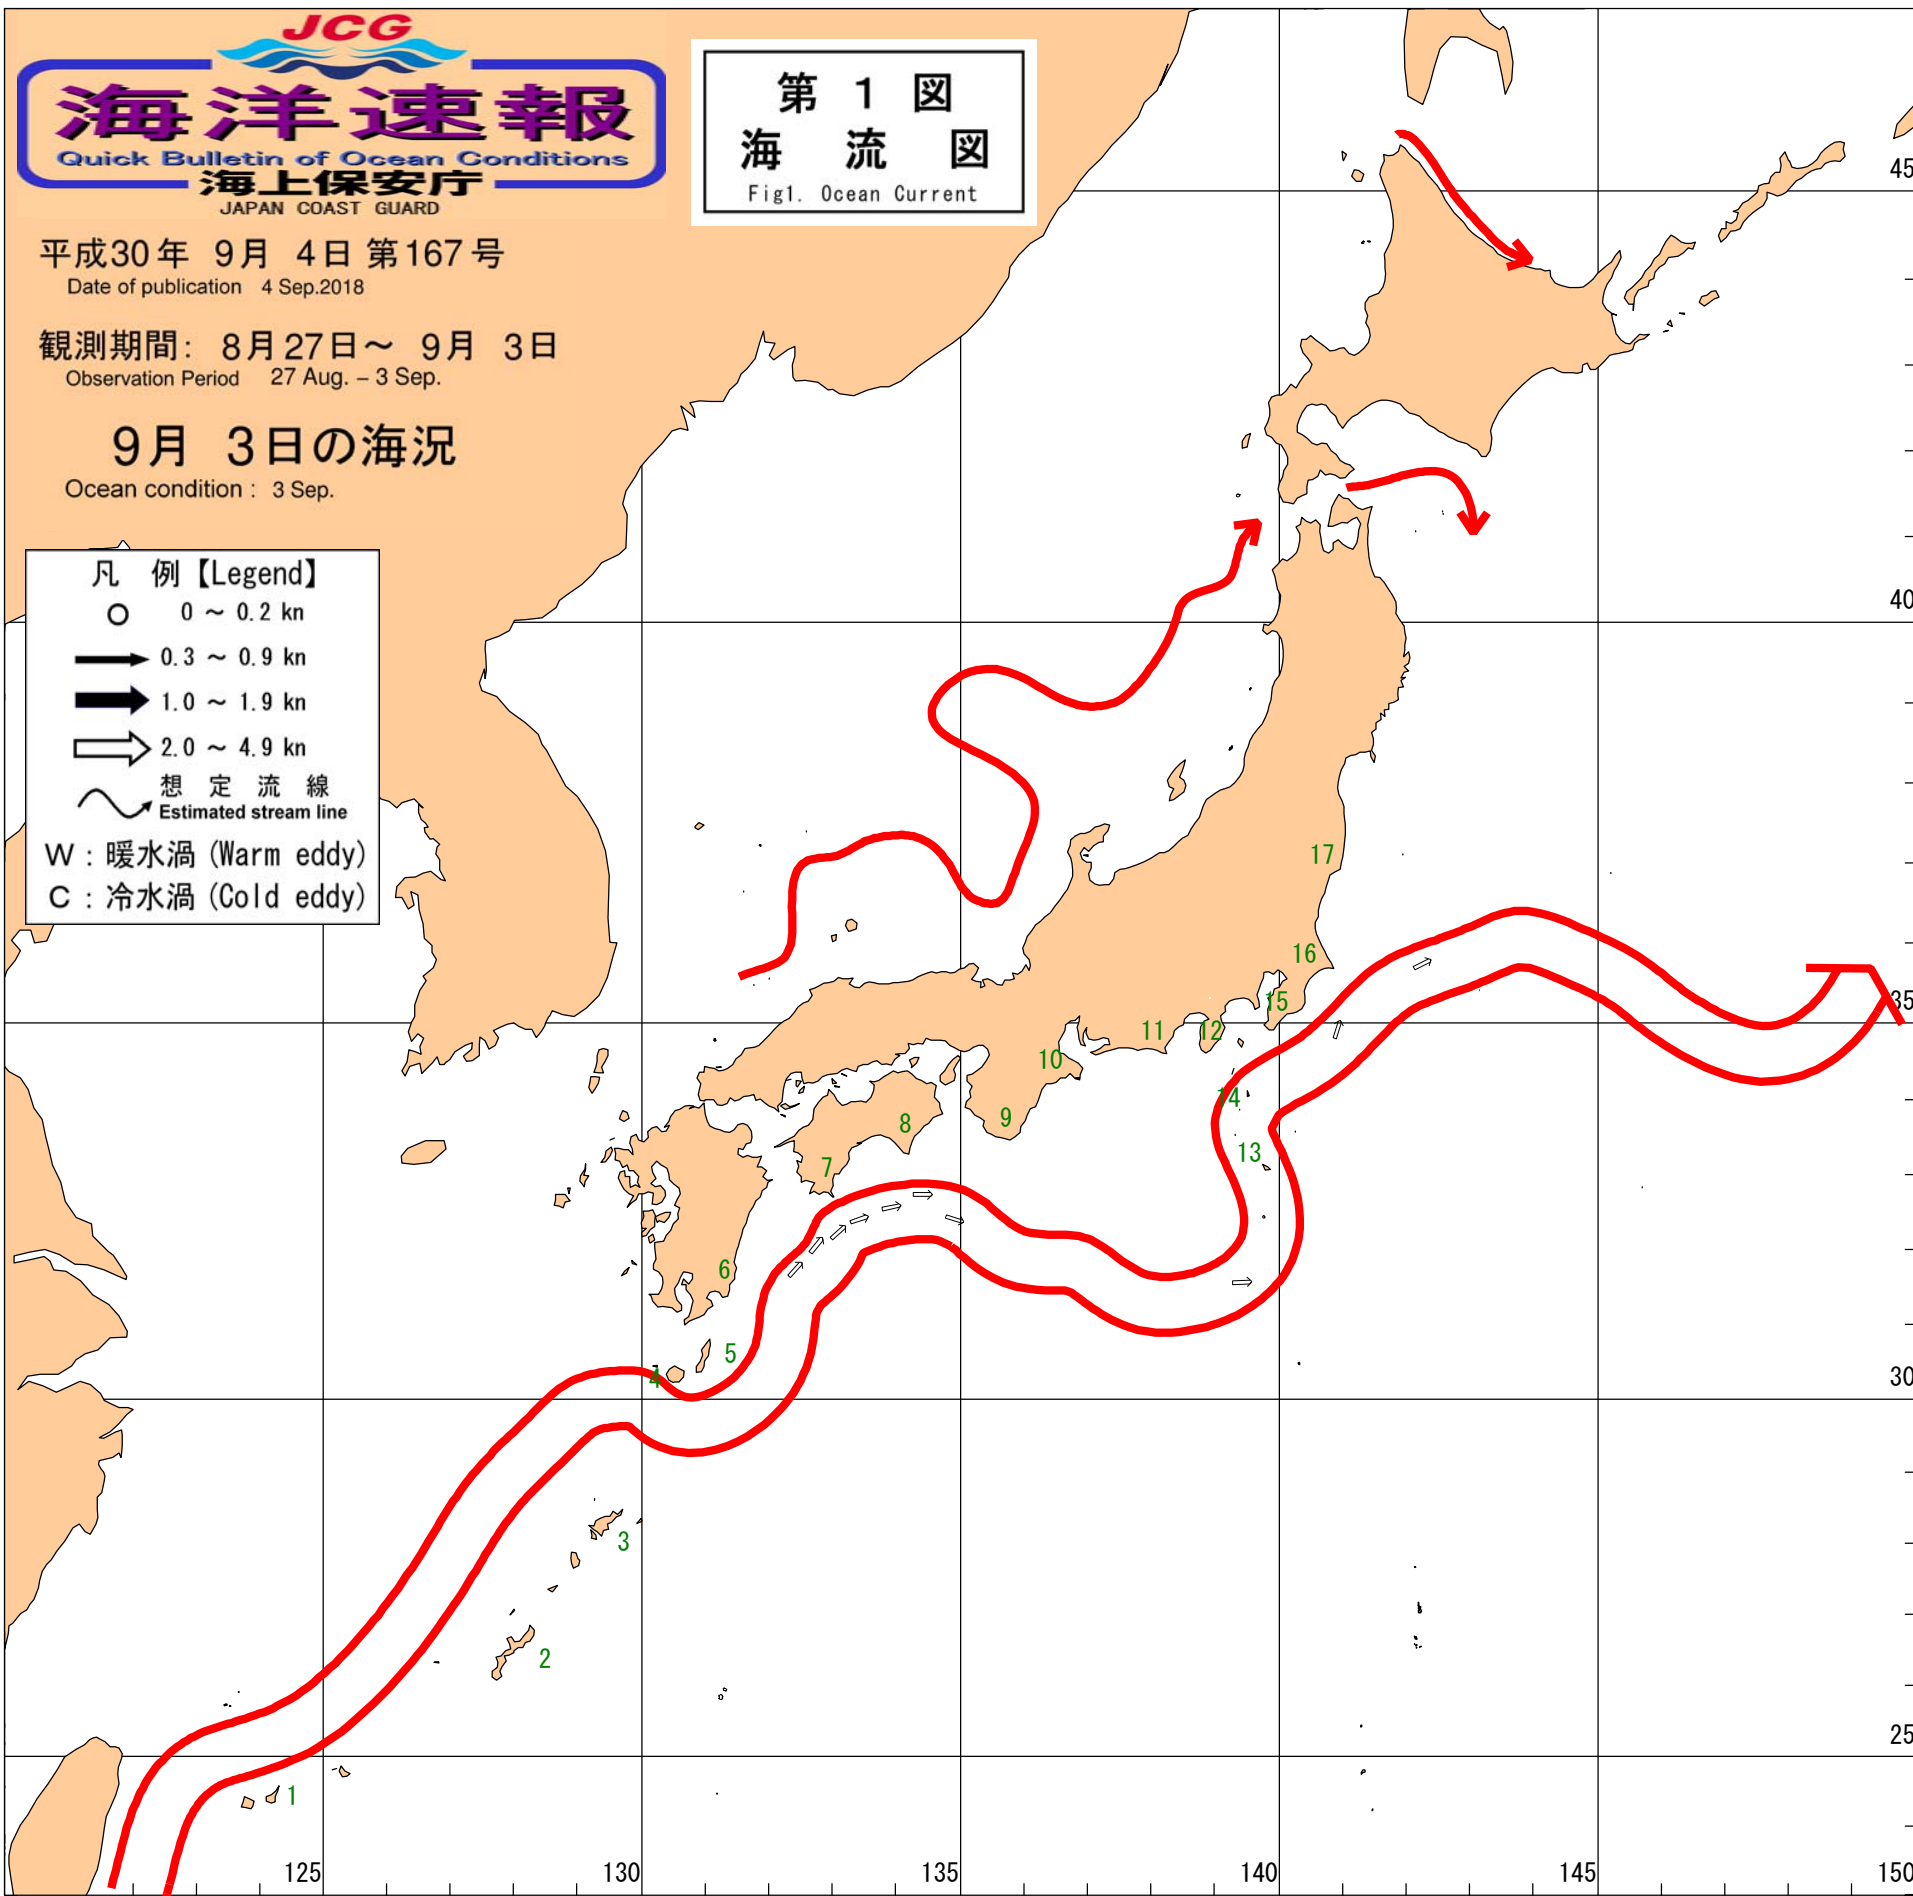 JCG
海洋速報
Quick Bulletin of Ocean Conditions
海上保安庁
JAPAN COAST GUARD
第 1 図
海 流 図
Fig1. Ocean Current
平成30年 9月 4日 第167号
Date of publication 4 Sep.2018
観測期間: 8月27日～ 9月 3日
Observation Period 27 Aug. – 3 Sep.
9月 3日の海況
Ocean condition : 3 Sep.
凡 例【Legend】
0 ～ 0.2 kn
0.3 ～ 0.9 kn
1.0 ～ 1.9 kn
2.0 ～ 4.9 kn
想 定 流 線
Estimated stream line
W : 暖水渦 (Warm eddy)
C : 冷水渦 (Cold eddy)
45
40
17
16
35
15
11
12
10
14
9
8
13
7
6
5
4
30
3
2
25
1
125
130
135
140
145
150